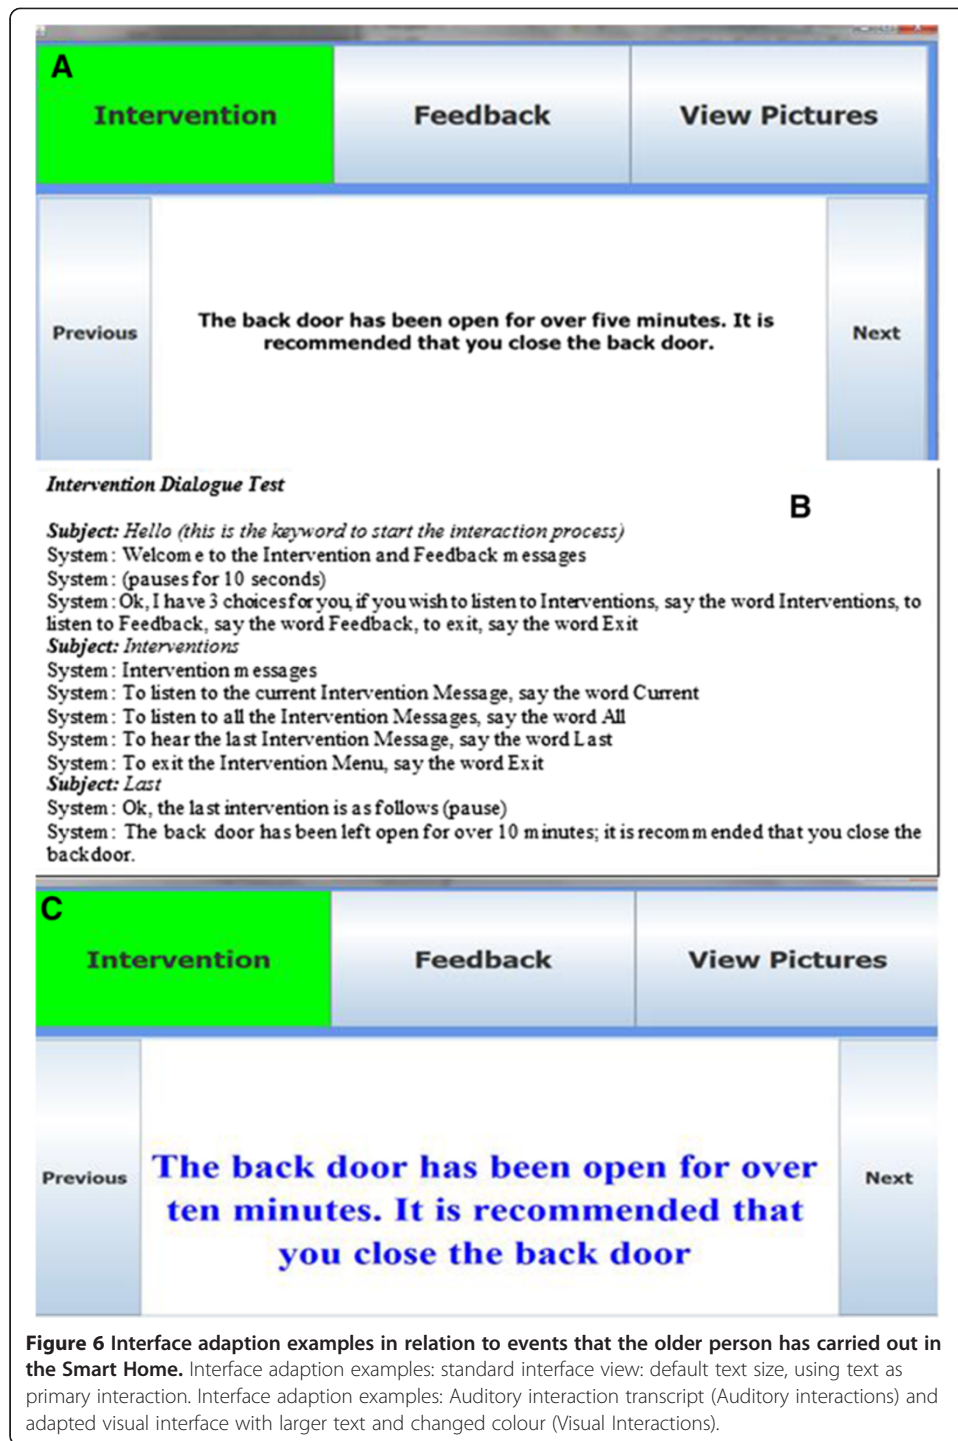 A
Intervention
Feedback
View Pictures
Previous
The back door has been open for over five minutes. It is
recommended that you close the back door.
Next
Intervention Dialogue Test
B
Subject: Hello (this is the keyword to start the interaction process)
System: Welcome to the Intervention and Feedback messages
System: (pauses for 10 seconds)
System: Ok, I have 3 choices for you, if you wish to listen to Interventions, say the word Interventions, to
listen to Feedback, say the word Feedback, to exit, say the word Exit
Subject: Interventions
System: Intervention messages
System: To listen to the current Intervention Message, say the word Current
System: To listen to all the Intervention Messages, say the word All
System: To hear the last Intervention Message, say the word Last
System: To exit the Intervention Menu, say the word Exit
Subject: Last
System: Ok, the last intervention is as follows (pause)
System: The back door has been left open for over 10 minutes; it is recommended that you close the
backdoor.
C
Intervention
Feedback
View Pictures
Previous
The back door has been open for over
ten minutes. It is recommended that
you close the back door
Next
Figure 6 Interface adaption examples in relation to events that the older person has carried out in
the Smart Home. Interface adaption examples: standard interface view: default text size, using text as
primary interaction. Interface adaption examples: Auditory interaction transcript (Auditory interactions) and
adapted visual interface with larger text and changed colour (Visual Interactions).